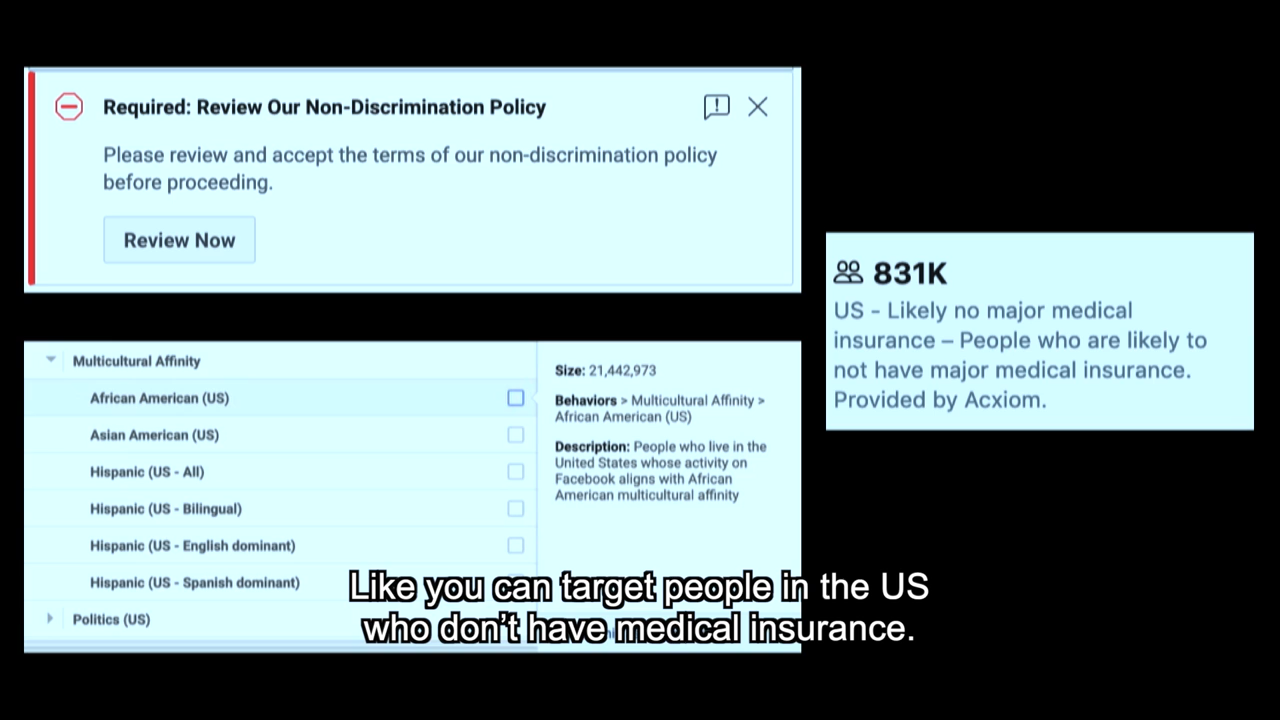 Required: Review Our Non-Discrimination Policy
Please review and accept the terms of our non-discrimination policy
before proceeding.
Review Now
831K
US - Likely no major medical
insurance – People who are likely to
not have major medical insurance.
Provided by Acxiom.
Multicultural Affinity
African American (US)
Asian American (US)
Hispanic (US - All)
Hispanic (US - Bilingual)
Hispanic (US - English dominant)
Hispanic (US - Spanish dominant)
Politics (US)
Size: 21,442,973
Behaviors > Multicultural Affinity >
African American (US)
Description: People who live in the
United States whose activity on
Facebook aligns with African
American multicultural affinity
Like you can target people in the US
who don't have medical insurance.